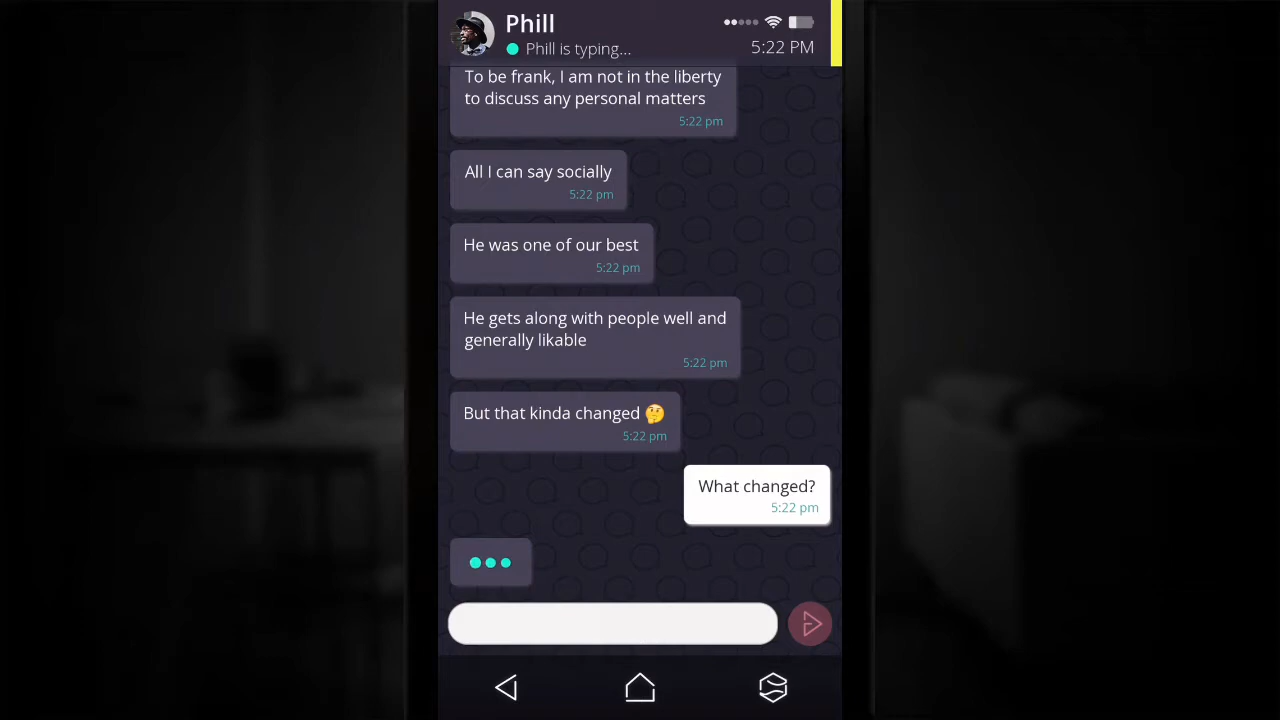 Phill
Phill is typing...
5:22 PM
To be frank, I am not in the liberty
to discuss any personal matters
5:22 pm
All I can say socially
5:22 pm
He was one of our best
5:22 pm
He gets along with people well and
generally likable
5:22 pm
But that kinda changed 🤔
5:22 pm
What changed?
5:22 pm